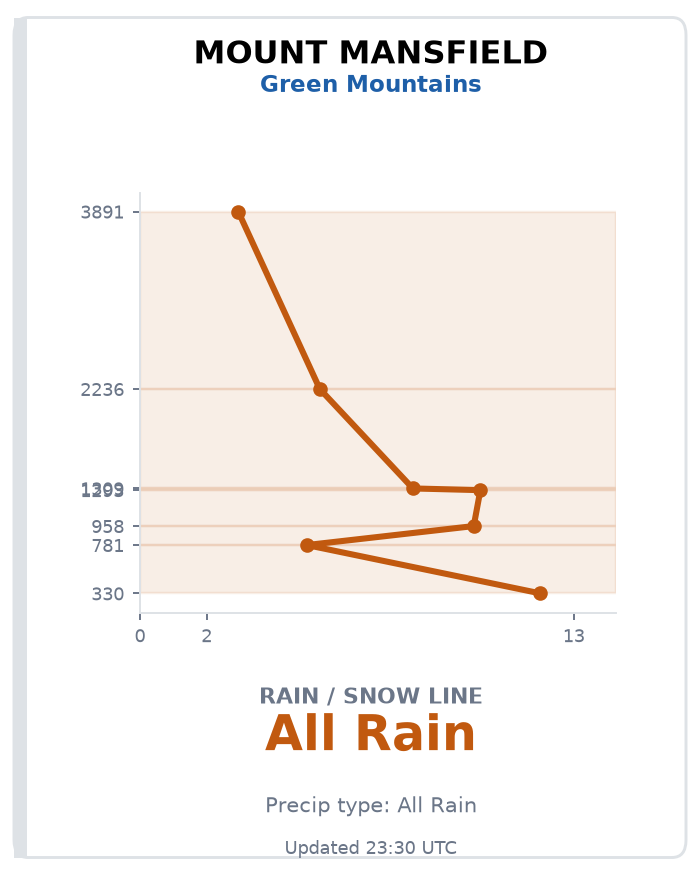 MOUNT MANSFIELD
Green Mountains
3891
2236
958
781
330
0 2 13
RAIN / SNOW LINE
All Rain
Precip type: All Rain
Updated 23:30 UTC